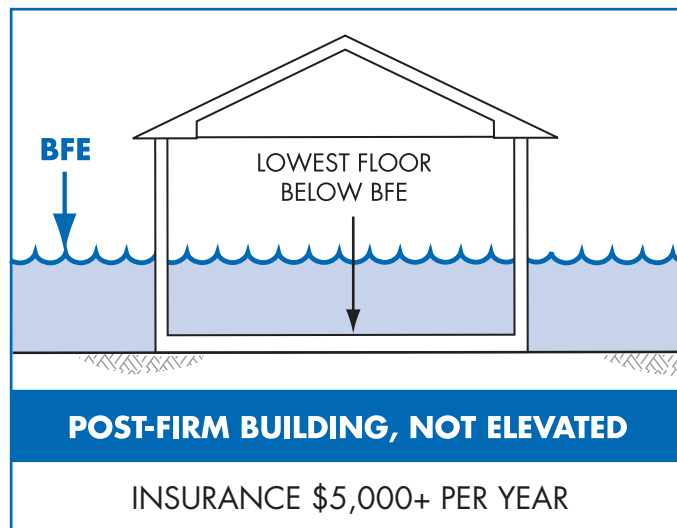 BFE
LOWEST FLOOR
BELOW BFE
POST-FIRM BUILDING, NOT ELEVATED
INSURANCE $5,000+ PER YEAR